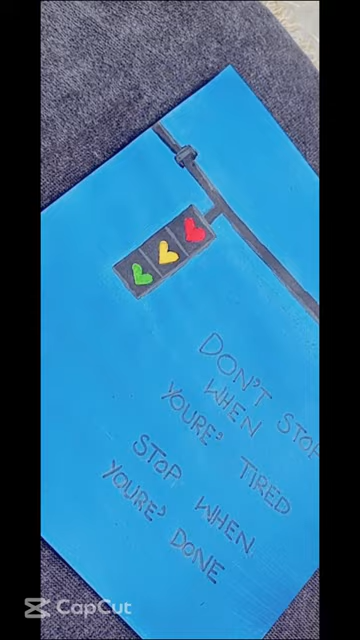 DON'T STOP
WHEN
YOURE' TIRED
STOP WHEN
YOURE' DONE
CapCut